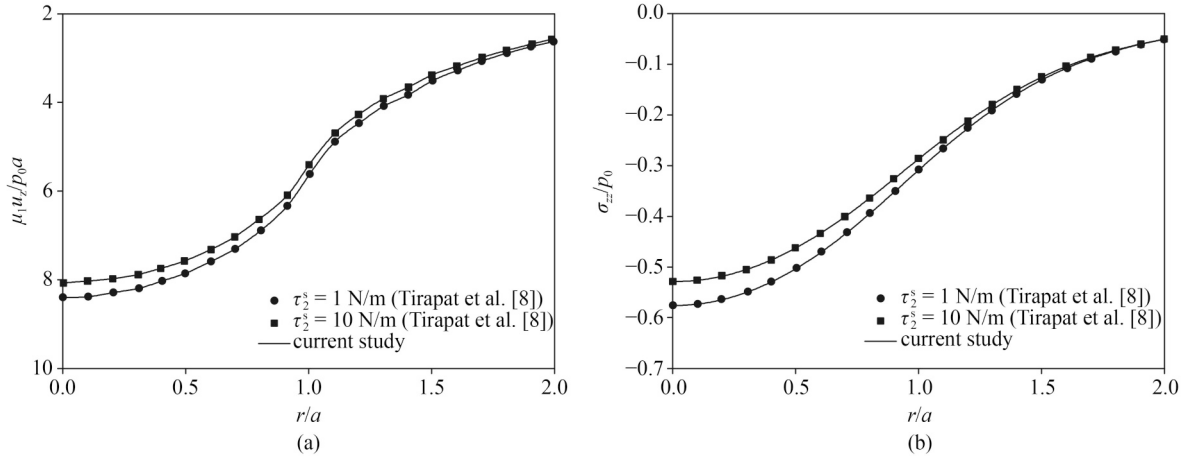 2
4
6
8
10
μ₁u_z/p₀a
τ₂ˢ = 1 N/m (Tirapat et al. [8])
τ₂ˢ = 10 N/m (Tirapat et al. [8])
current study
0.0 0.5 1.0 1.5 2.0
r/a
(a)
0.0
−0.1
−0.2
−0.3
−0.4
−0.5
−0.6
−0.7
σ_zz/p₀
τ₂ˢ = 1 N/m (Tirapat et al. [8])
τ₂ˢ = 10 N/m (Tirapat et al. [8])
current study
0.0 0.5 1.0 1.5 2.0
r/a
(b)